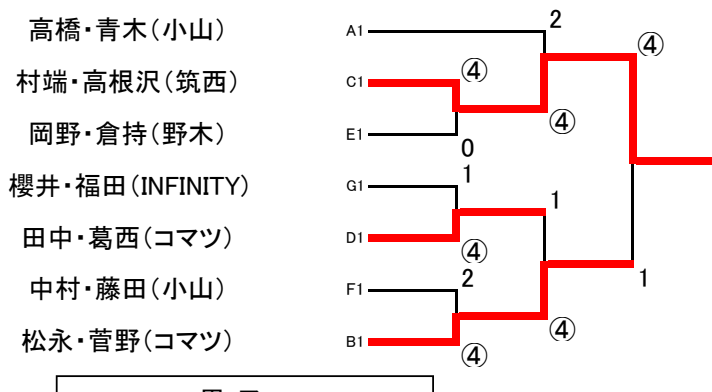 高橋・青木(小山) A1 2
④
村端・高根沢(筑西) C1 ④
④
岡野・倉持(野木) E1 0
櫻井・福田(INFINITY) G1 1
1
田中・葛西(コマツ) D1 ④
中村・藤田(小山) F1 2
1
④
松永・菅野(コマツ) B1 ④